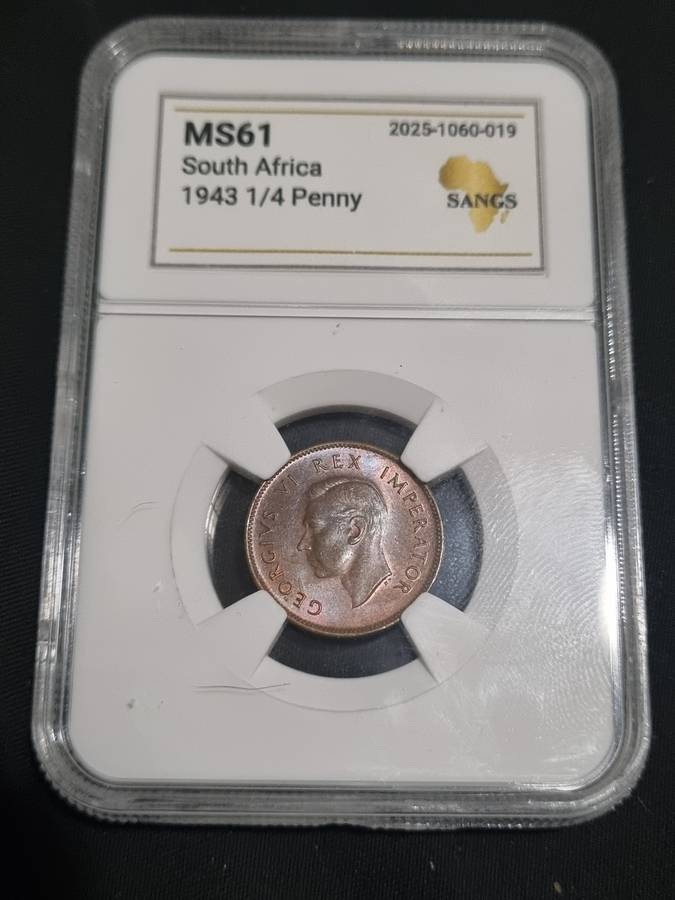 MS61
2025-1060-019
South Africa
1943 1/4 Penny
SANGS
GEORGIVS VI REX IMPERATOR